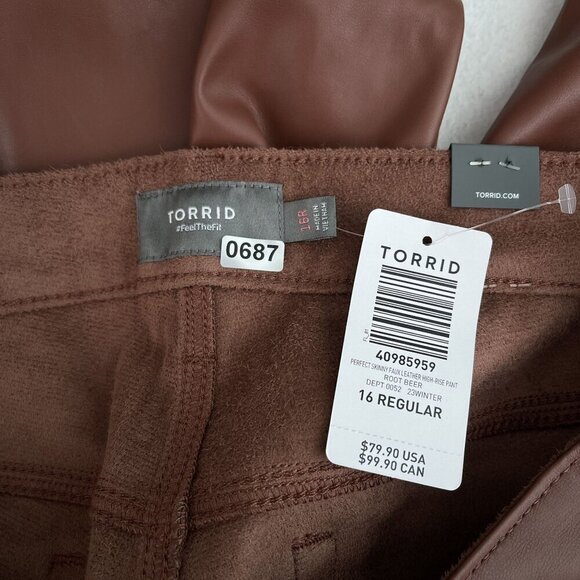 TORRID
#FeelTheFit
16R
MADE IN
VIETNAM
0687
TORRID.COM
TORRID
40985959
PERFECT SKINNY FAUX LEATHER HIGH-RISE PANT
ROOT BEER
DEPT 0052 23WINTER
16 REGULAR
$79.90 USA
$99.90 CAN